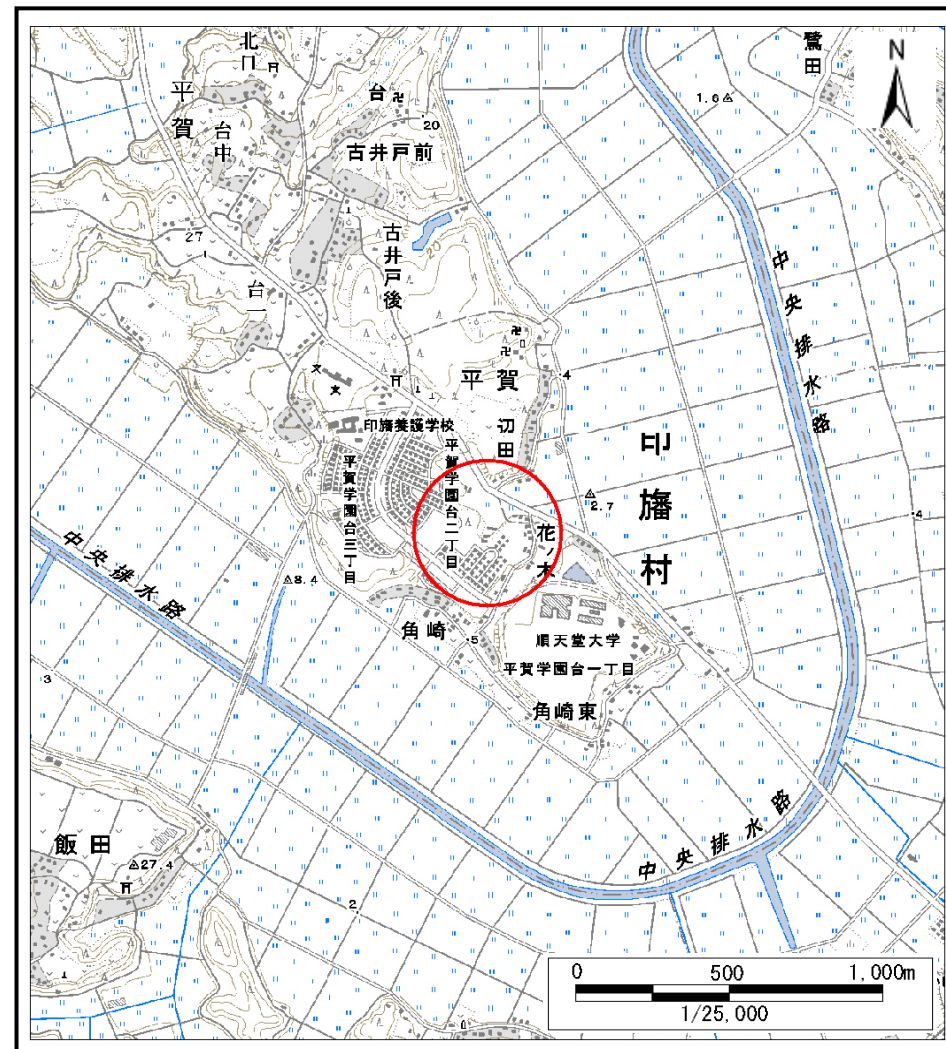 北口
鷺田
N
平賀
台
1.6
台中
20
古井戸前
27
古井戸後
台一
中央排水路
平賀
4
文
文
印旛養護学校
辺田
平賀学園台二丁目
平賀学園台三丁目
印旛村
2.7
花ノ木
4
中央排水路
8.4
角崎
5
順天堂大学
平賀学園台一丁目
3
角崎東
飯田
27.4
中央排水路
2
0 500 1,000m
1/25,000